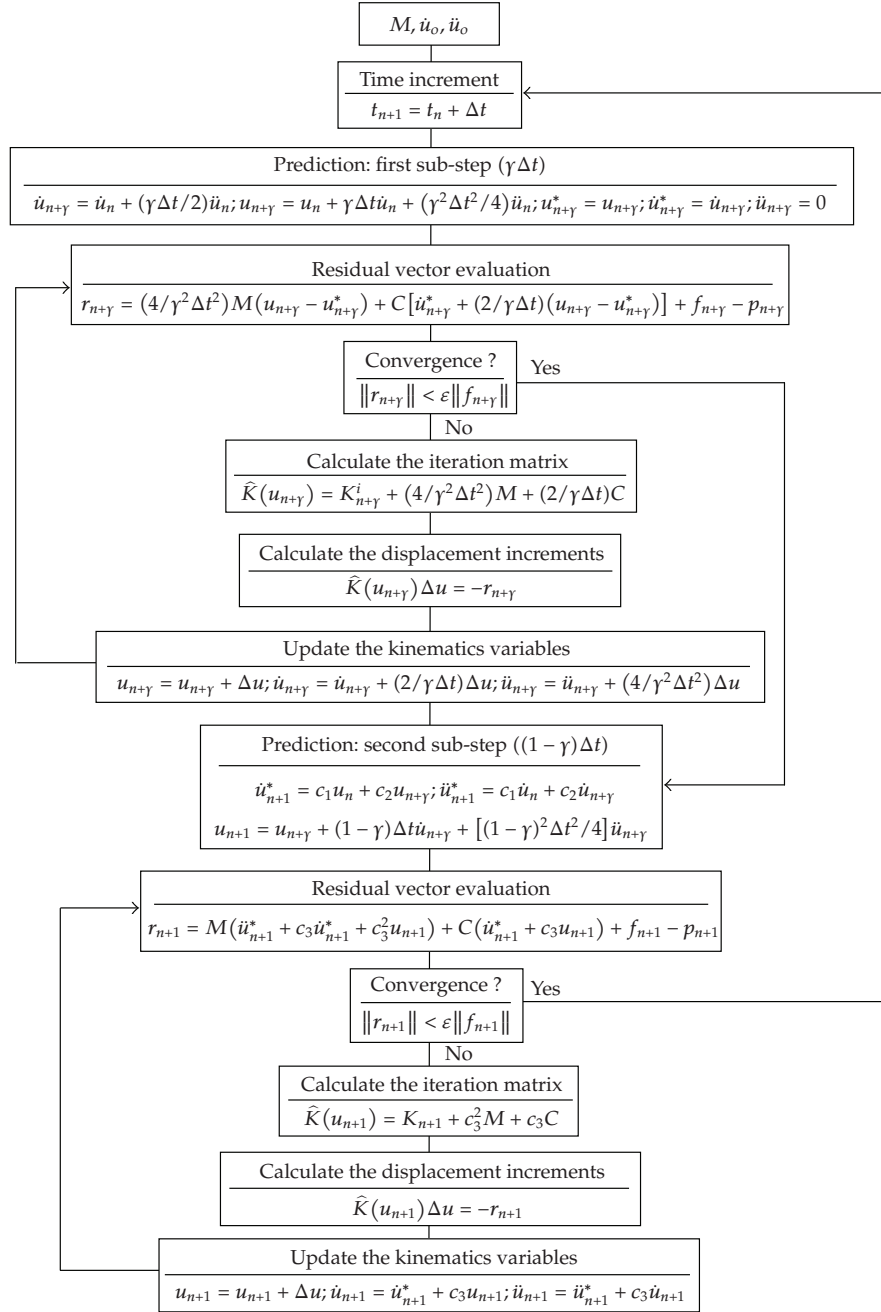 M, u̇ₒ, üₒ
Time increment
tₙ₊₁ = tₙ + Δt
Prediction: first sub-step (γΔt)
u̇ₙ₊ᵧ = u̇ₙ + (γΔt/2)üₙ; uₙ₊ᵧ = uₙ + γΔtu̇ₙ + (γ²Δt²/4)üₙ; u*ₙ₊ᵧ = uₙ₊ᵧ; u̇*ₙ₊ᵧ = u̇ₙ₊ᵧ; üₙ₊ᵧ = 0
Residual vector evaluation
rₙ₊ᵧ = (4/γ²Δt²)M(uₙ₊ᵧ − u*ₙ₊ᵧ) + C[u̇*ₙ₊ᵧ + (2/γΔt)(uₙ₊ᵧ − u*ₙ₊ᵧ)] + fₙ₊ᵧ − pₙ₊ᵧ
Convergence ?
Yes
‖rₙ₊ᵧ‖ < ε‖fₙ₊ᵧ‖
No
Calculate the iteration matrix
K̂(uₙ₊ᵧ) = Kⁱₙ₊ᵧ + (4/γ²Δt²)M + (2/γΔt)C
Calculate the displacement increments
K̂(uₙ₊ᵧ)Δu = −rₙ₊ᵧ
Update the kinematics variables
uₙ₊ᵧ = uₙ₊ᵧ + Δu; u̇ₙ₊ᵧ = u̇ₙ₊ᵧ + (2/γΔt)Δu; üₙ₊ᵧ = üₙ₊ᵧ + (4/γ²Δt²)Δu
Prediction: second sub-step ((1 − γ)Δt)
u̇*ₙ₊₁ = c₁uₙ + c₂uₙ₊ᵧ; ü*ₙ₊₁ = c₁u̇ₙ + c₂u̇ₙ₊ᵧ
uₙ₊₁ = uₙ₊ᵧ + (1 − γ)Δtu̇ₙ₊ᵧ + [(1 − γ)²Δt²/4]üₙ₊ᵧ
Residual vector evaluation
rₙ₊₁ = M(ü*ₙ₊₁ + c₃u̇*ₙ₊₁ + c₃²uₙ₊₁) + C(u̇*ₙ₊₁ + c₃uₙ₊₁) + fₙ₊₁ − pₙ₊₁
Convergence ?
Yes
‖rₙ₊₁‖ < ε‖fₙ₊₁‖
No
Calculate the iteration matrix
K̂(uₙ₊₁) = Kₙ₊₁ + c₃²M + c₃C
Calculate the displacement increments
K̂(uₙ₊₁)Δu = −rₙ₊₁
Update the kinematics variables
uₙ₊₁ = uₙ₊₁ + Δu; u̇ₙ₊₁ = u̇*ₙ₊₁ + c₃uₙ₊₁; üₙ₊₁ = ü*ₙ₊₁ + c₃u̇ₙ₊₁